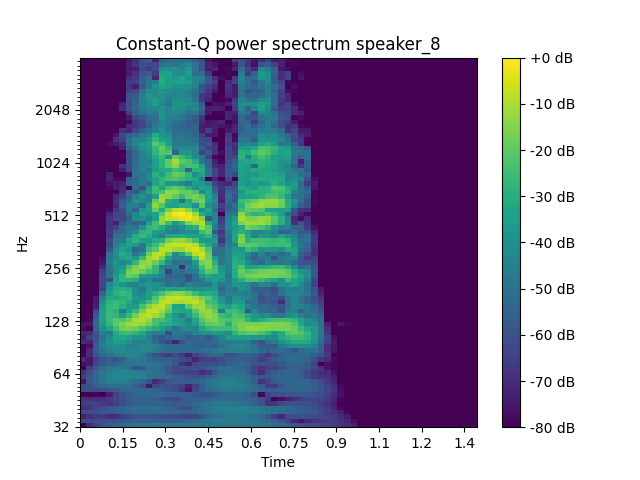 Constant-Q power spectrum speaker_8
Hz
2048
1024
512
256
128
64
32
0 0.15 0.3 0.45 0.6 0.75 0.9 1.1 1.2 1.4
Time
+0 dB
-10 dB
-20 dB
-30 dB
-40 dB
-50 dB
-60 dB
-70 dB
-80 dB